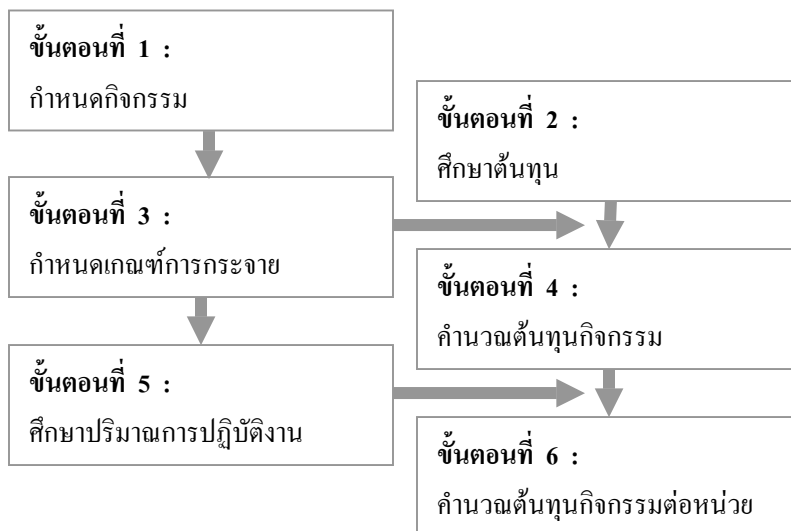 ขั้นตอนที่ 1 :
กำหนดกิจกรรม
ขั้นตอนที่ 2 :
ศึกษาต้นทุน
ขั้นตอนที่ 3 :
กำหนดเกณฑ์การกระจาย
ขั้นตอนที่ 4 :
คำนวณต้นทุนกิจกรรม
ขั้นตอนที่ 5 :
ศึกษาปริมาณการปฏิบัติงาน
ขั้นตอนที่ 6 :
คำนวณต้นทุนกิจกรรมต่อหน่วย